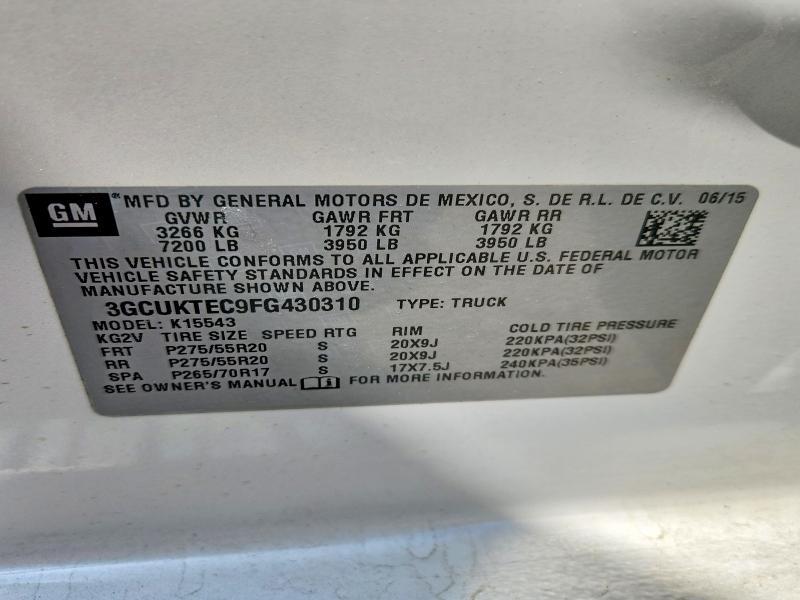 GM MFD BY GENERAL MOTORS DE MEXICO, S. DE R.L. DE C.V. 06/15
GVWR GAWR FRT GAWR RR
3266 KG 1792 KG 1792 KG
7200 LB 3950 LB 3950 LB
THIS VEHICLE CONFORMS TO ALL APPLICABLE U.S. FEDERAL MOTOR
VEHICLE SAFETY STANDARDS IN EFFECT ON THE DATE OF
MANUFACTURE SHOWN ABOVE.
3GCUKTEC9FG430310 TYPE: TRUCK
MODEL: K15543
KG2V TIRE SIZE SPEED RTG RIM COLD TIRE PRESSURE
FRT P275/55R20 S 20X9J 220KPA(32PSI)
RR P275/55R20 S 20X9J 220KPA(32PSI)
SPA P265/70R17 S 17X7.5J 240KPA(35PSI)
SEE OWNER'S MANUAL FOR MORE INFORMATION.